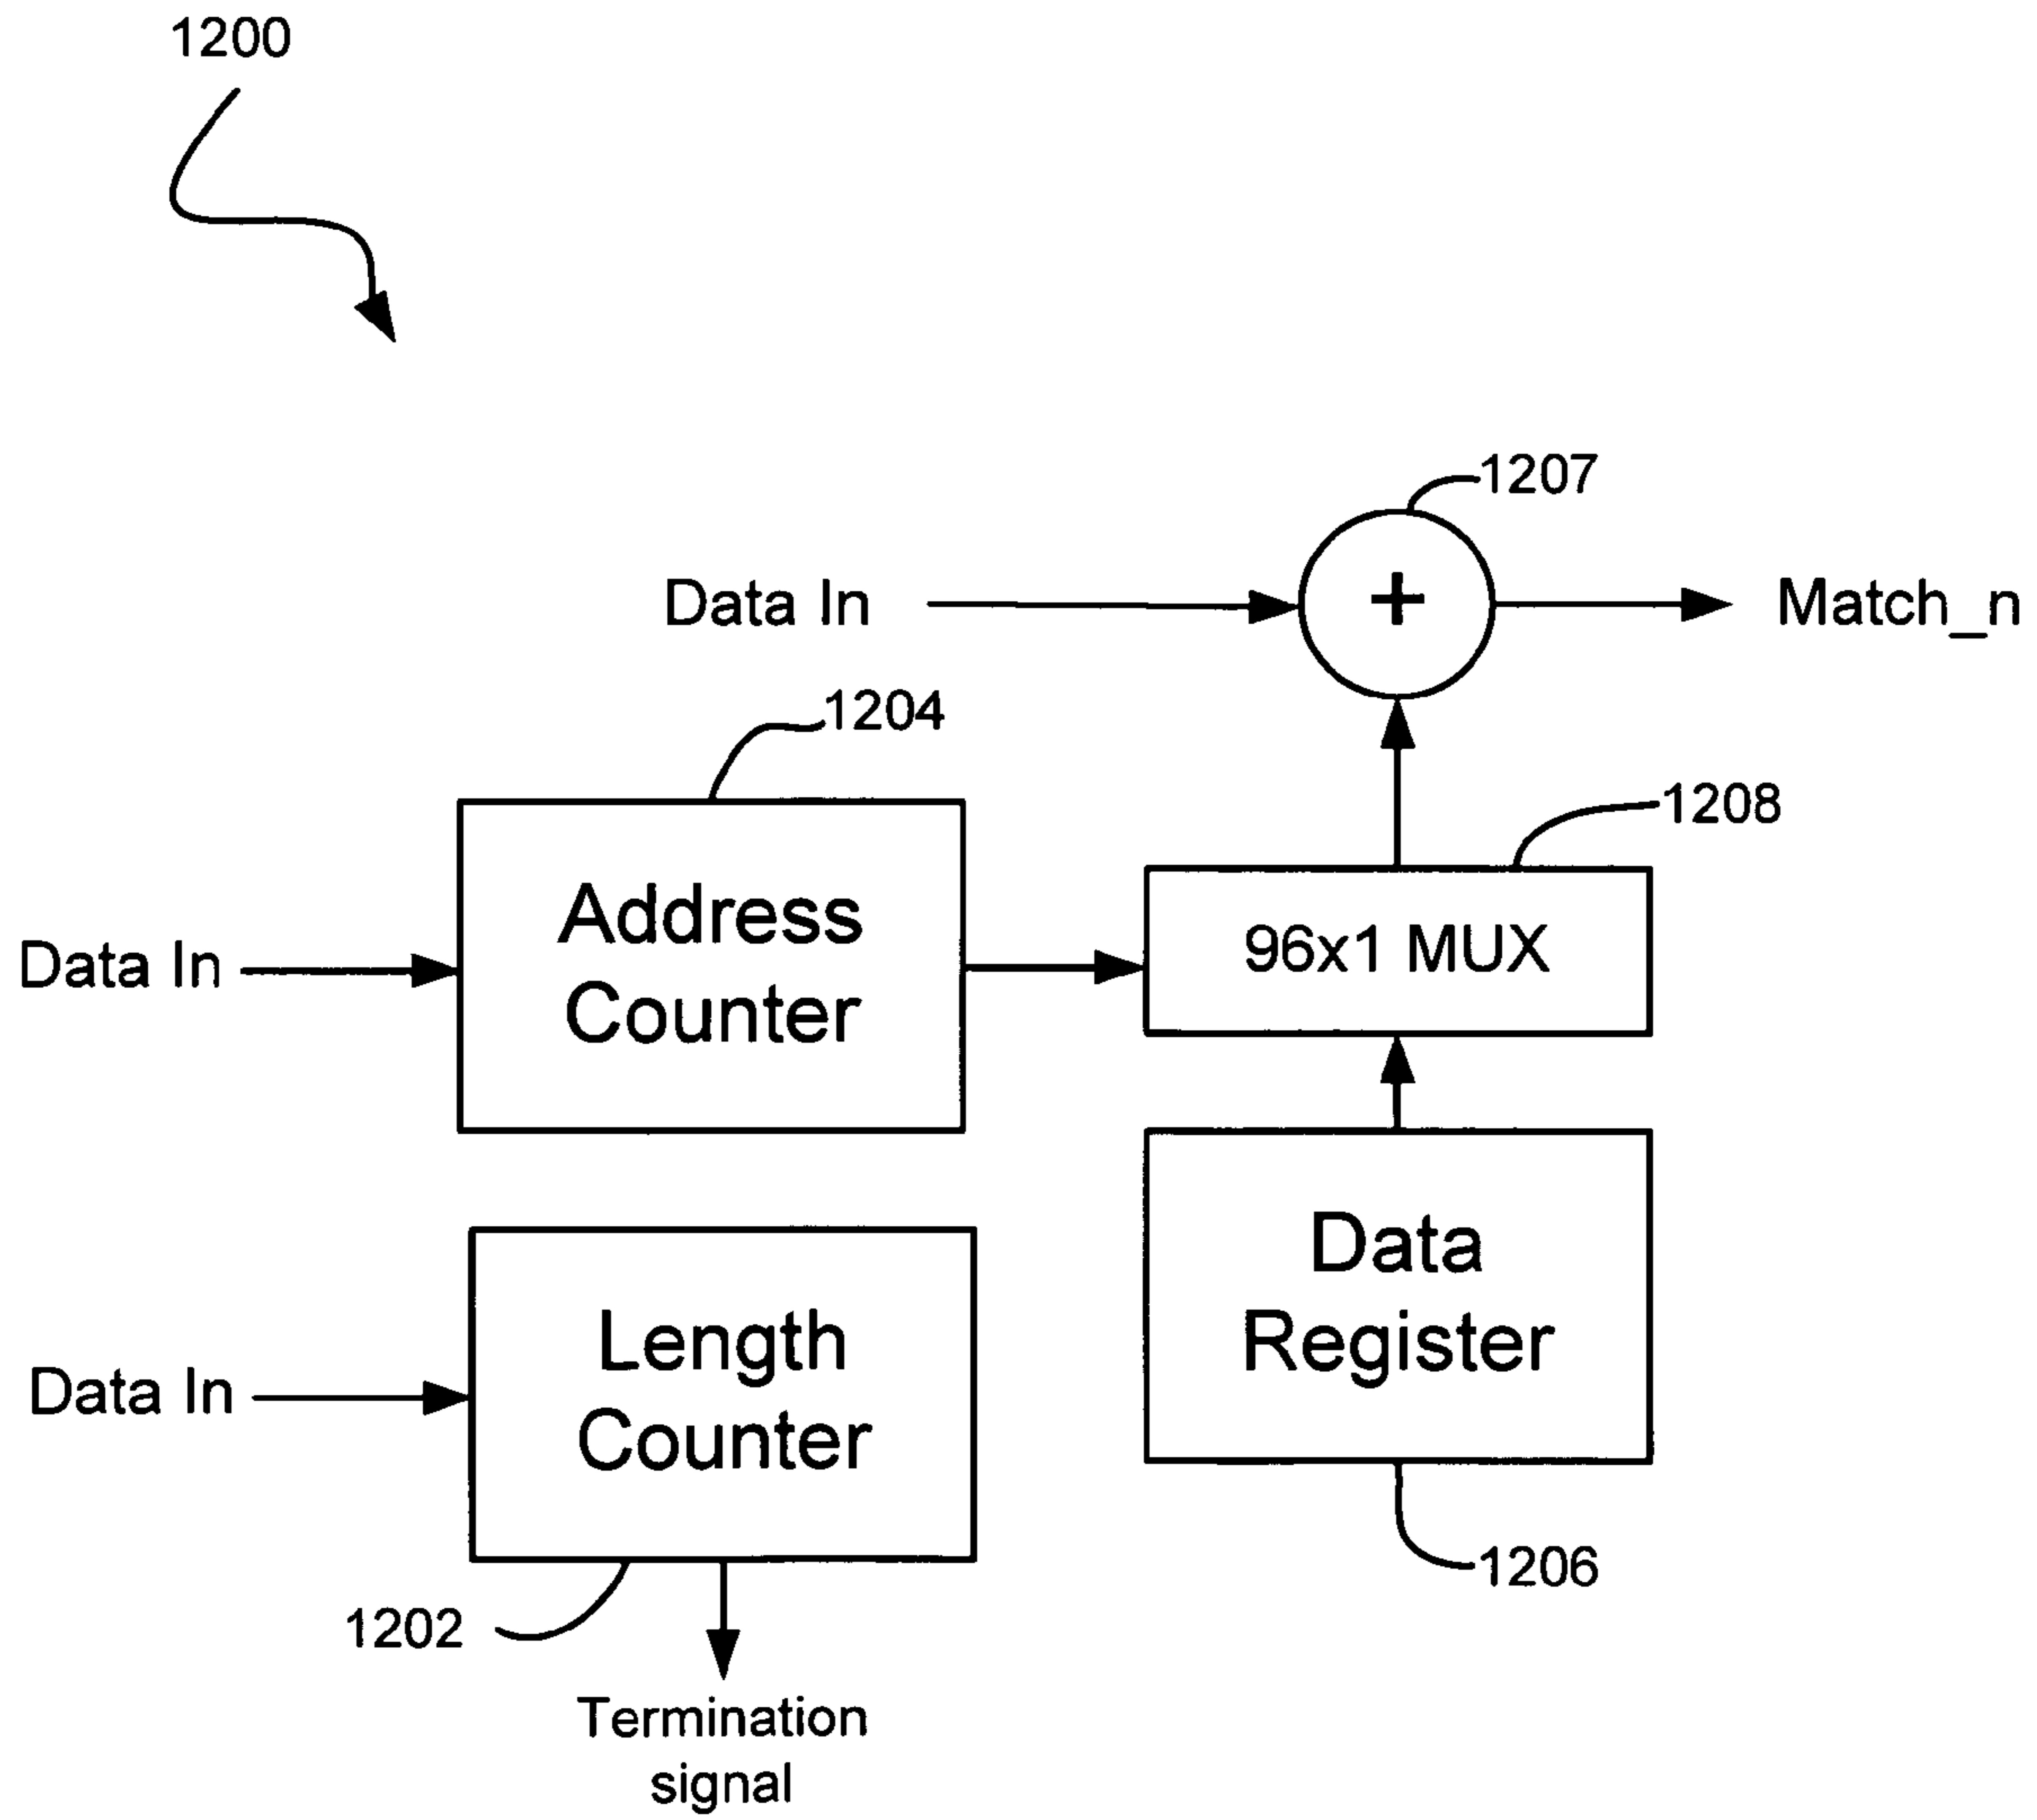 1200
1207
+
Data In
Match_n
1204
1208
Address
Counter
Data In
96x1 MUX
Data
Register
Length
Counter
Data In
1206
1202
Termination
signal